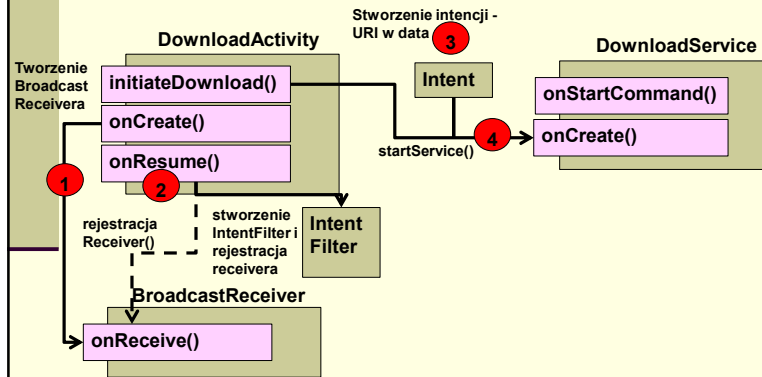 Stworzenie intencji -
URI w data
3
DownloadActivity
DownloadService
Tworzenie
Broadcast
Receivera
initiateDownload()
Intent
onStartCommand()
onCreate()
onCreate()
4
startService()
onResume()
1
2
rejestracja
Receiver()
stworzenie
IntentFilter i
rejestracja
receivera
Intent
Filter
BroadcastReceiver
onReceive()